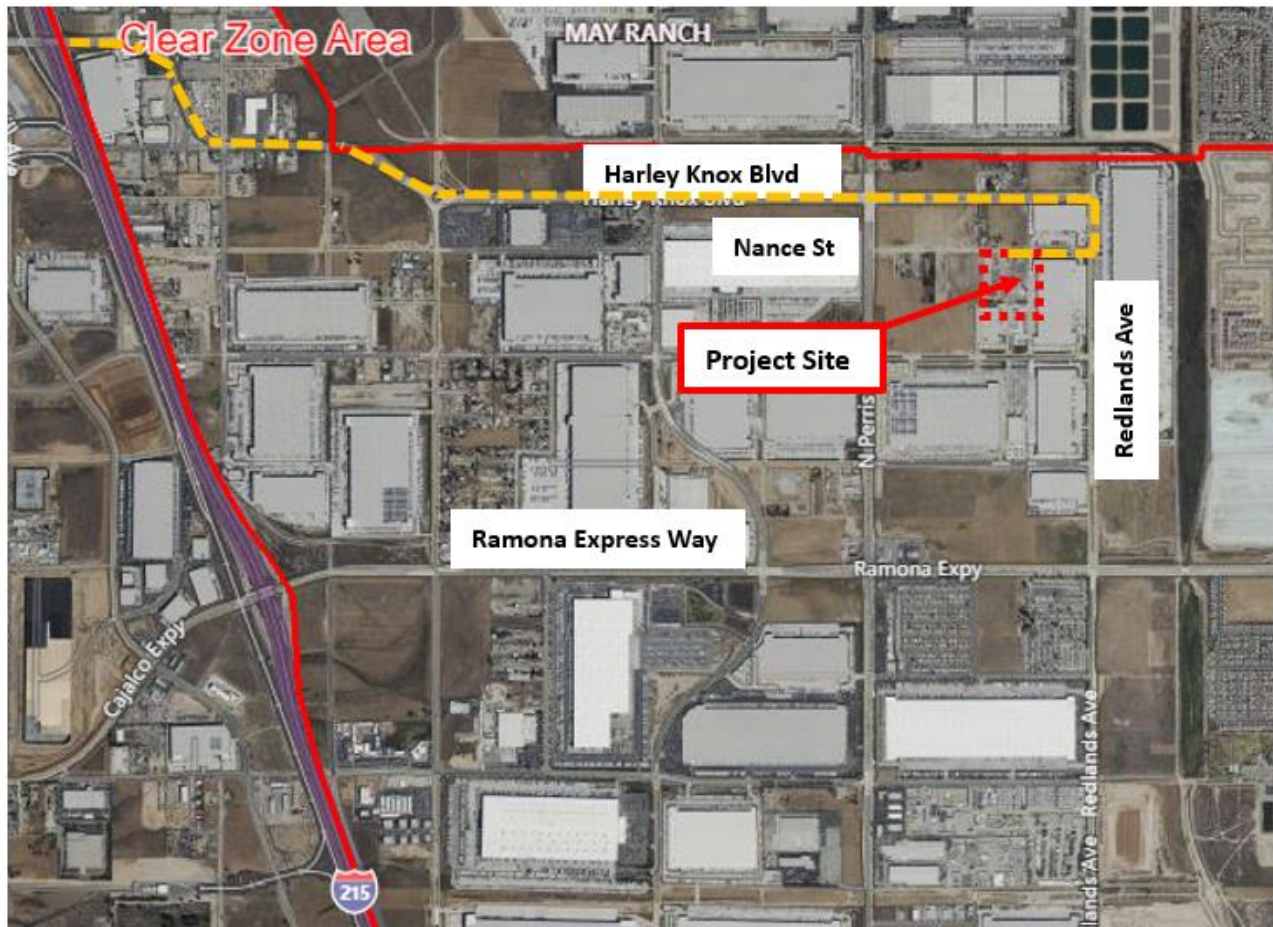 Clear Zone Area
MAY RANCH
Harley Knox Blvd
Harley Knox Blvd
Nance St
Project Site
Redlands Ave
N Perris
Ramona Express Way
Ramona Expy
Cajalco Expy
Redlands Ave
lands Ave
215